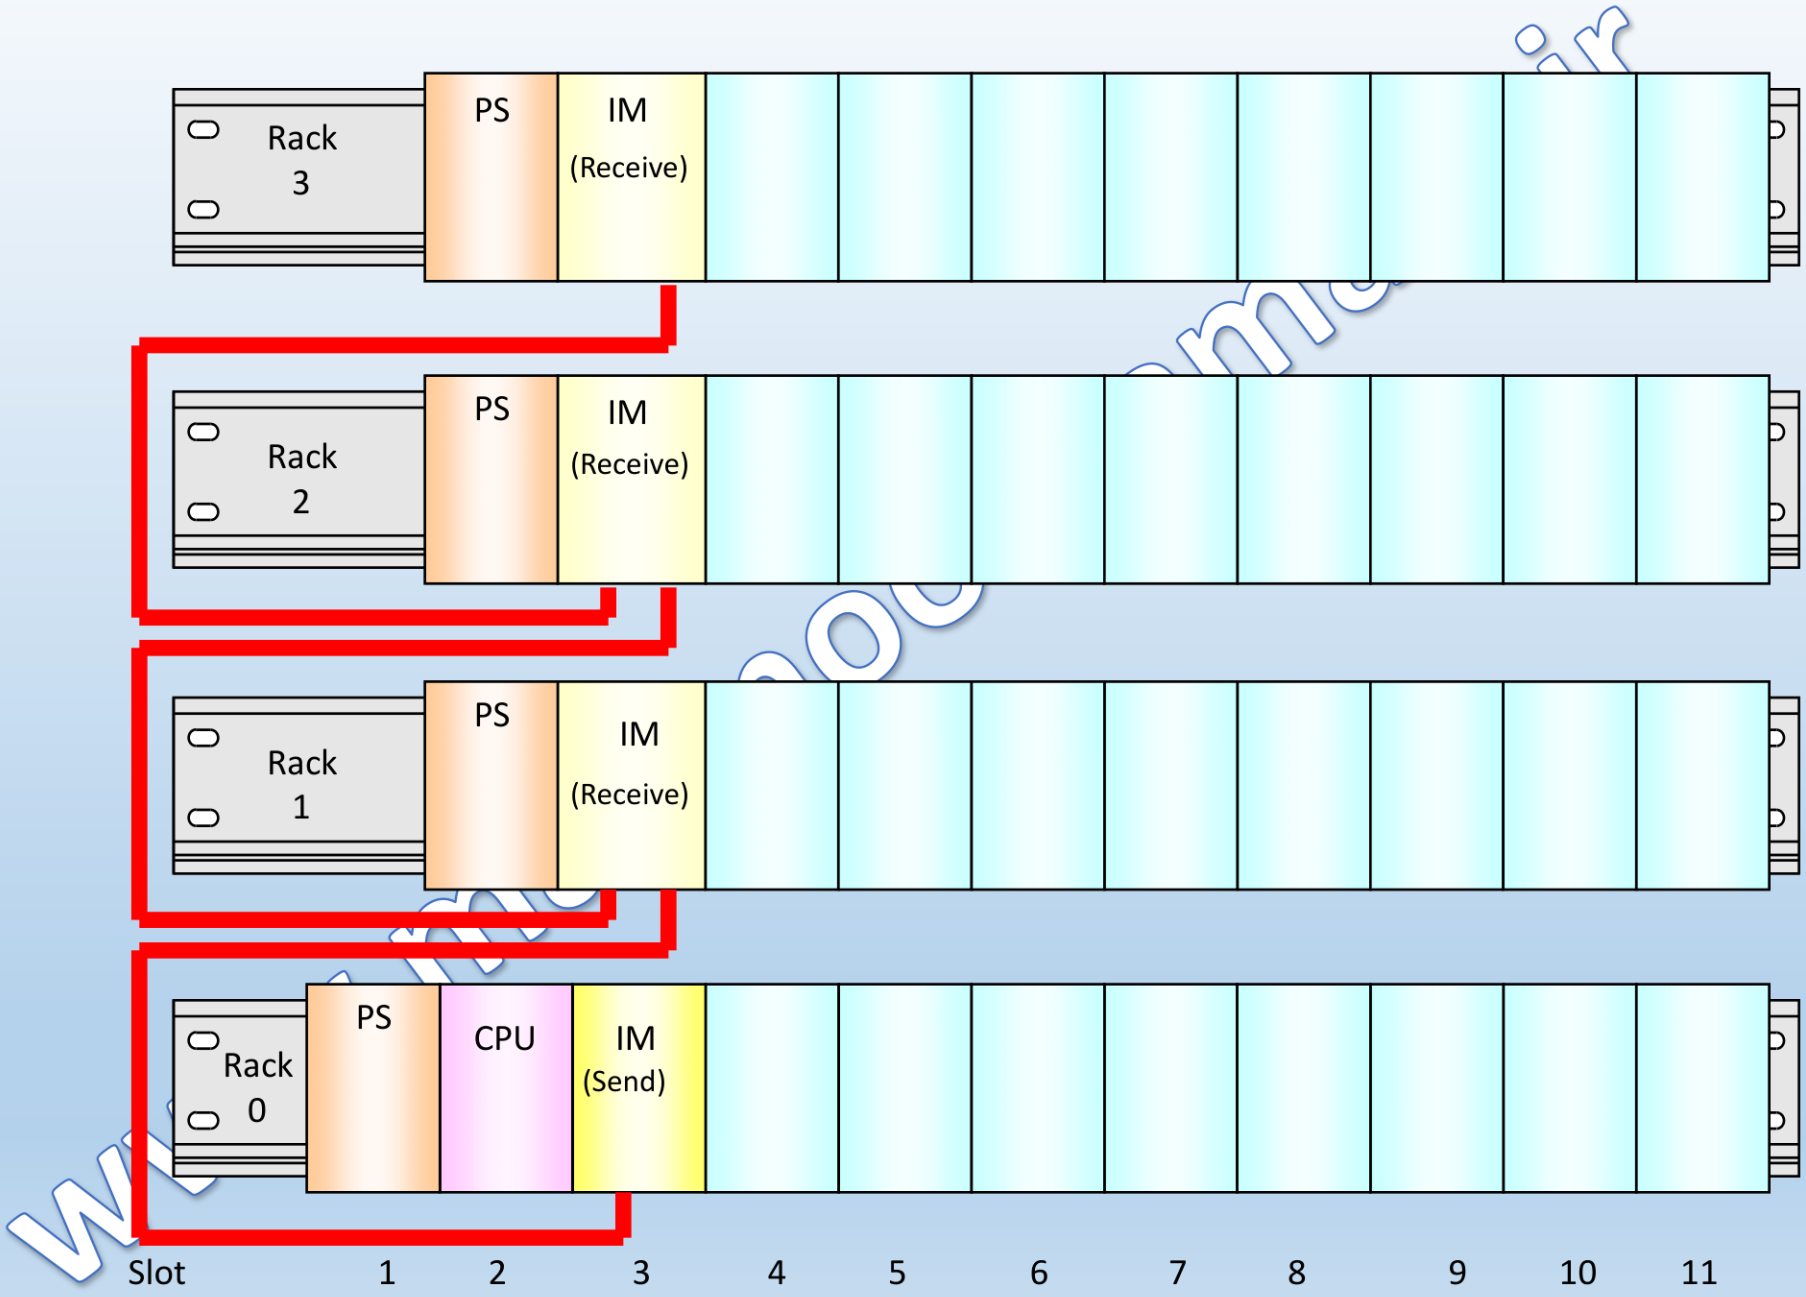 Rack
3
PS
IM
(Receive)
Rack
2
PS
IM
(Receive)
Rack
1
PS
IM
(Receive)
Rack
0
PS
CPU
IM
(Send)
Slot 1 2 3 4 5 6 7 8 9 10 11